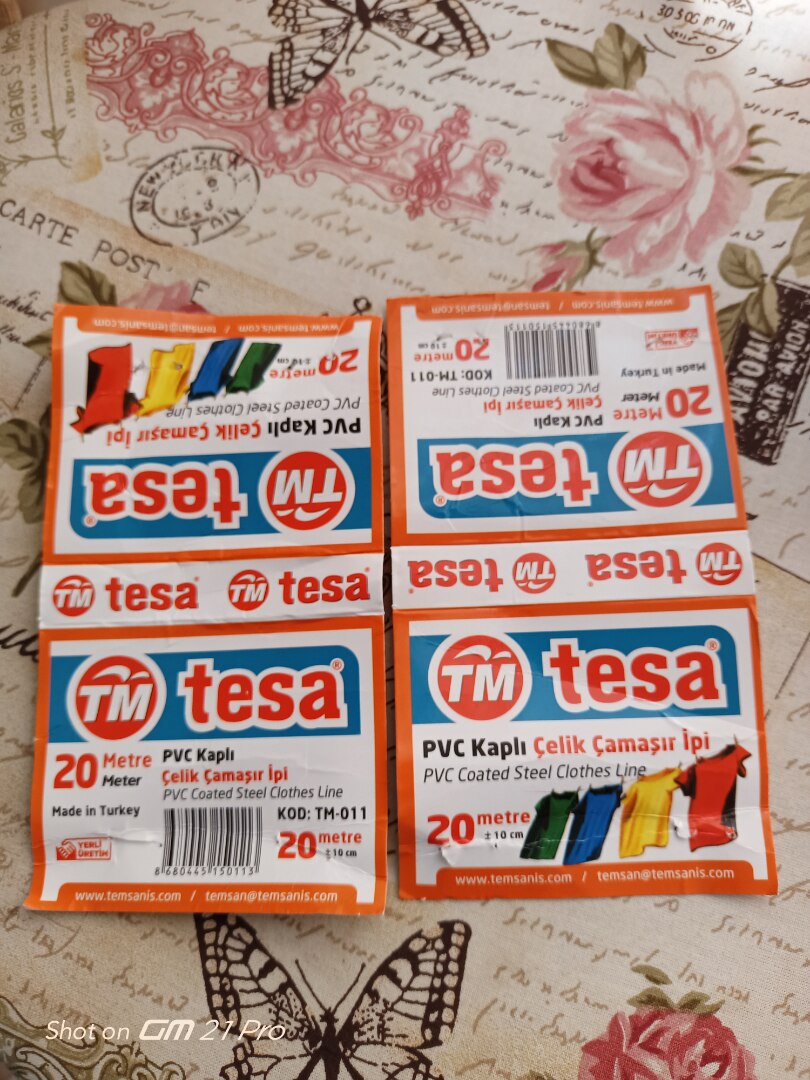 CARTE POST
NEW
PAR AVION
www.temsanis.com / temsan@temsanis.com
20 metre
±10 cm
PVC Coated Steel Clothes Line
PVC Kaplı Çelik Çamaşır İpi
TM tesa®
TM tesa® TM tesa®
TM tesa®
20 Metre
Meter
PVC Kaplı
Çelik Çamaşır İpi
PVC Coated Steel Clothes Line
Made in Turkey
KOD: TM-011
YERLİ
ÜRETİM
8680445150113
20 metre
±10 cm
www.temsanis.com / temsan@temsanis.com
www.temsanis.com / temsan@temsanis.com
YERLİ
ÜRETİM
8680445150113
20 metre
±10 cm
Made in Turkey
KOD: TM-011
PVC Coated Steel Clothes Line
Çelik Çamaşır İpi
PVC Kaplı
20 Metre
Meter
TM tesa®
TM tesa TM tesa
TM tesa®
PVC Kaplı Çelik Çamaşır İpi
PVC Coated Steel Clothes Line
20 metre
±10 cm
www.temsanis.com / temsan@temsanis.com
Shot on GM 21 Pro